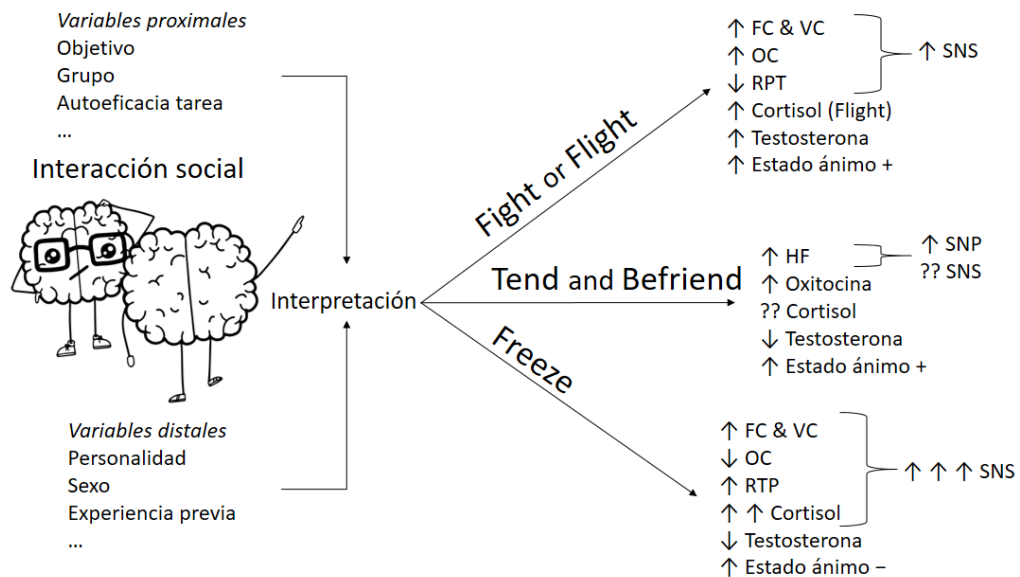 Variables proximales
Objetivo
Grupo
Autoeficacia tarea
...
Interacción social
Interpretación
Variables distales
Personalidad
Sexo
Experiencia previa
...
Fight or Flight
↑ FC & VC
↑ OC
↓ RPT
↑ Cortisol (Flight)
↑ Testosterona
↑ Estado ánimo +
↑ SNS
Tend and Befriend
↑ HF
↑ Oxitocina
?? Cortisol
↓ Testosterona
↑ Estado ánimo +
↑ SNP
?? SNS
Freeze
↑ FC & VC
↓ OC
↑ RTP
↑ ↑ Cortisol
↓ Testosterona
↑ Estado ánimo −
↑ ↑ ↑ SNS